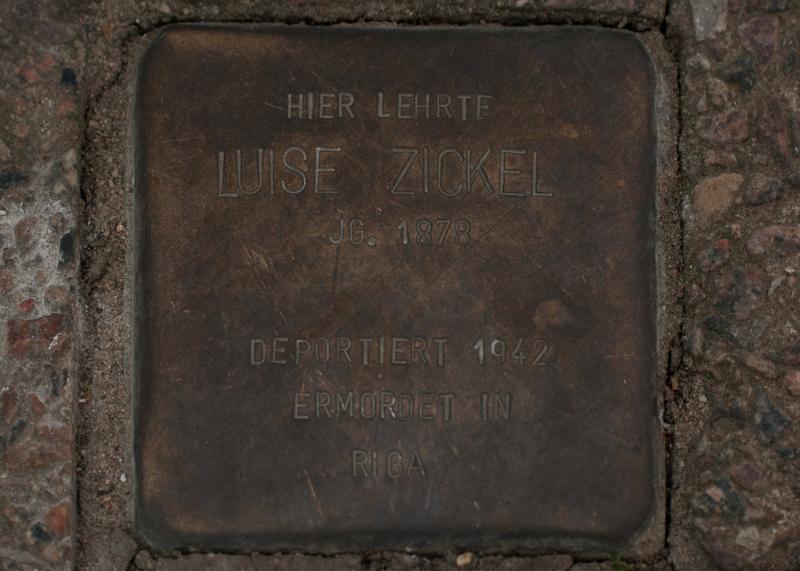 HIER LEHRTE
LUISE ZICKEL
JG. 1878
DEPORTIERT 1942
ERMORDET IN
RIGA